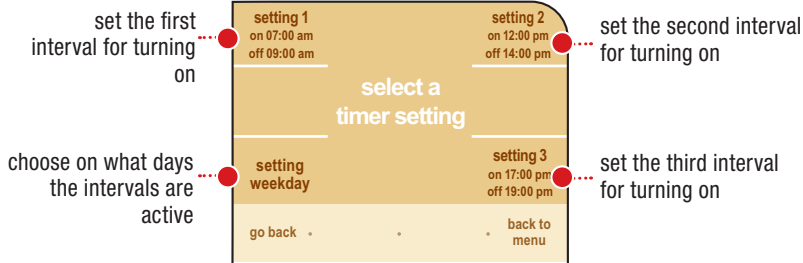 set the first
interval for turning
on
setting 1
on 07:00 am
off 09:00 am
setting 2
on 12:00 pm
off 14:00 pm
set the second interval
for turning on
select a
timer setting
choose on what days
the intervals are
active
setting
weekday
setting 3
on 17:00 pm
off 19:00 pm
set the third interval
for turning on
go back
back to
menu